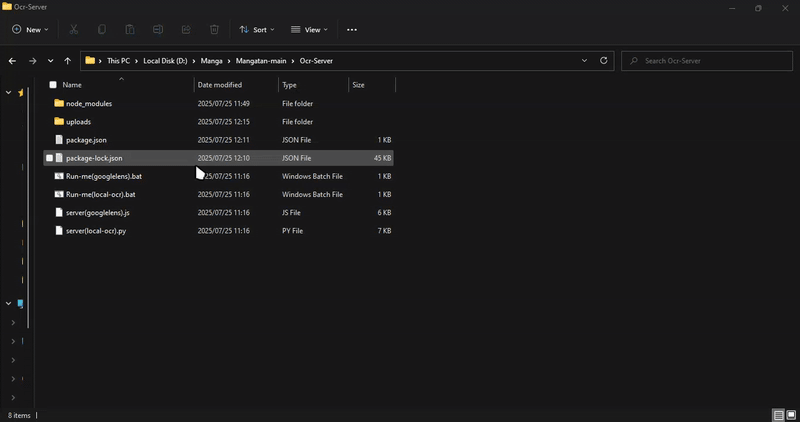 Ocr-Server
New Sort View
This PC Local Disk (D:) Manga Mangatan-main Ocr-Server Search Ocr-Server
Name Date modified Type Size
node_modules 2025/07/25 11:49 File folder
uploads 2025/07/25 12:15 File folder
package.json 2025/07/25 12:11 JSON File 1 KB
package-lock.json 2025/07/25 12:10 JSON File 45 KB
Run-me(googlelens).bat 2025/07/25 11:16 Windows Batch File 1 KB
Run-me(local-ocr).bat 2025/07/25 11:16 Windows Batch File 1 KB
server(googlelens).js 2025/07/25 11:16 JS File 6 KB
server(local-ocr).py 2025/07/25 11:16 PY File 7 KB
8 items